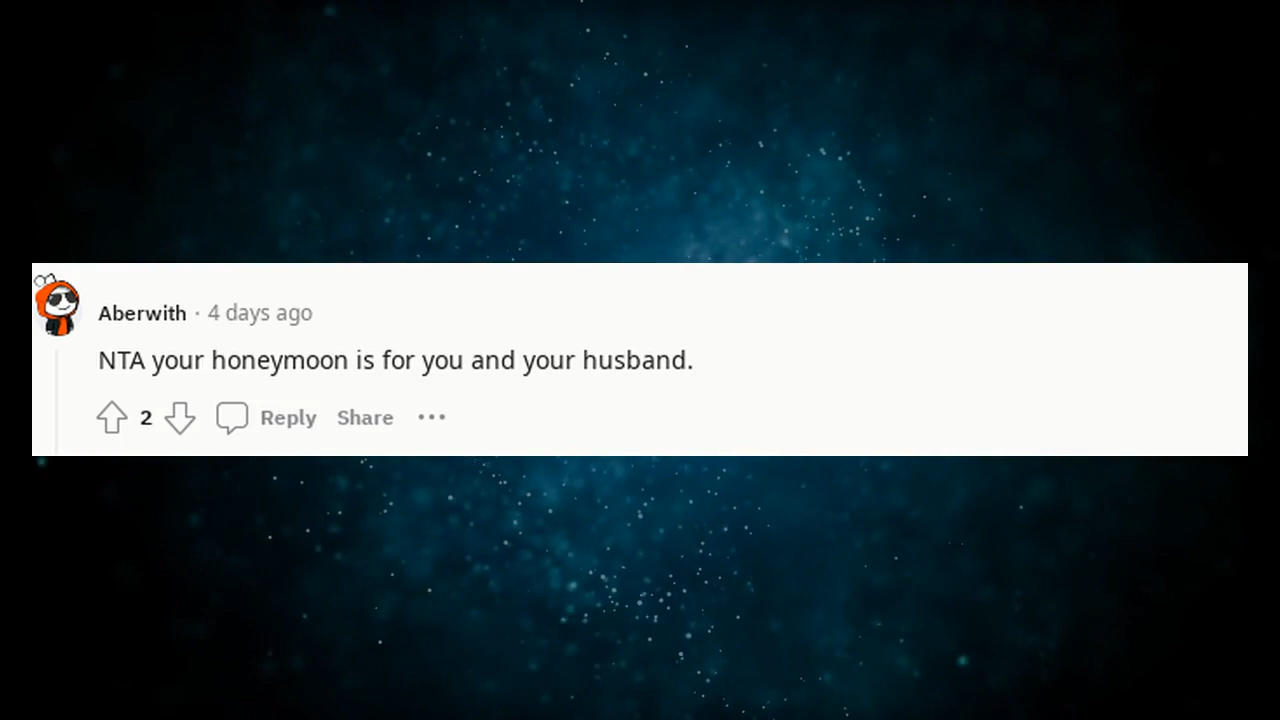 Aberwith · 4 days ago
NTA your honeymoon is for you and your husband.
2 Reply Share •••